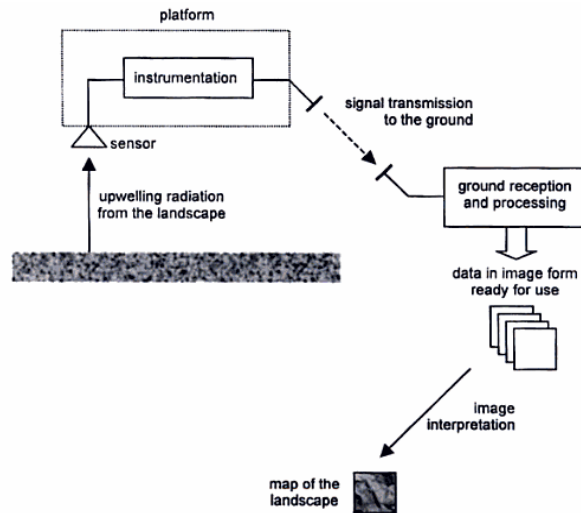 platform
instrumentation
sensor
signal transmission
to the ground
upwelling radiation
from the landscape
ground reception
and processing
data in image form
ready for use
image
interpretation
map of the
landscape